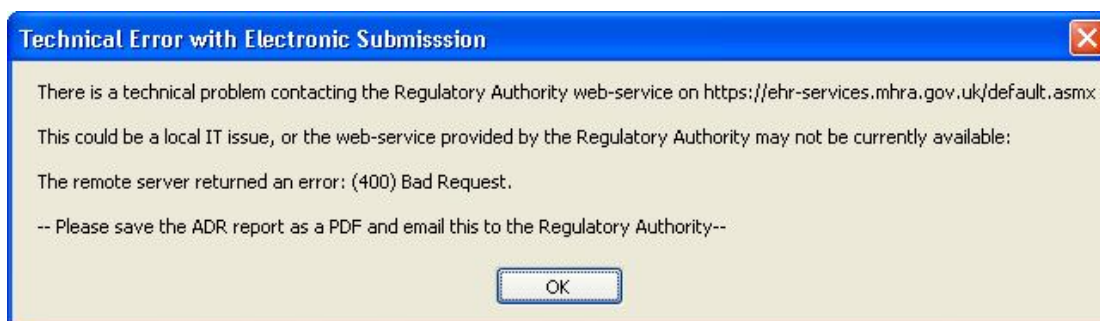 Technical Error with Electronic Submisssion
There is a technical problem contacting the Regulatory Authority web-service on https://ehr-services.mhra.gov.uk/default.asmx
This could be a local IT issue, or the web-service provided by the Regulatory Authority may not be currently available:
The remote server returned an error: (400) Bad Request.
-- Please save the ADR report as a PDF and email this to the Regulatory Authority--
OK